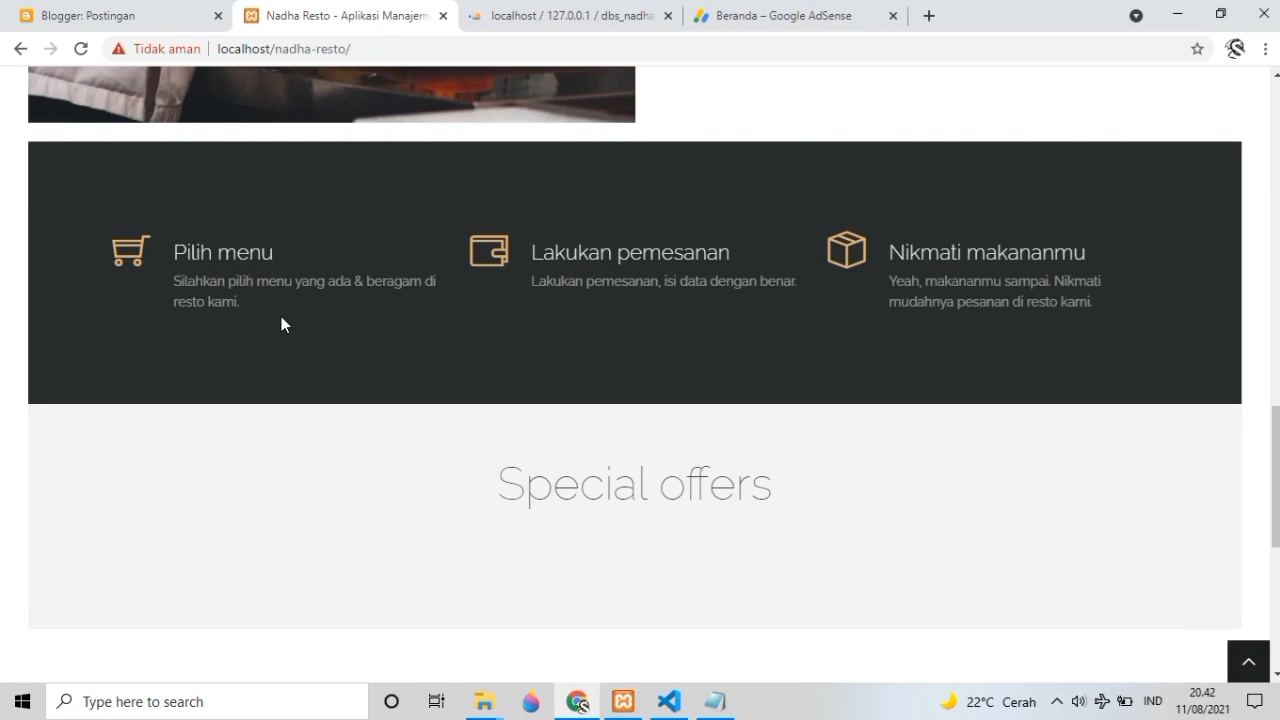 Blogger: Postingan
Nadha Resto - Aplikasi Manajem
localhost / 127.0.0.1 / dbs_nadha
Beranda – Google AdSense
Tidak aman
localhost/nadha-resto/
Pilih menu
Silahkan pilih menu yang ada & beragam di
resto kami.
Lakukan pemesanan
Lakukan pemesanan, isi data dengan benar.
Nikmati makananmu
Yeah, makananmu sampai. Nikmati
mudahnya pesanan di resto kami.
Special offers
Type here to search
22°C Cerah
IND
20.42
11/08/2021